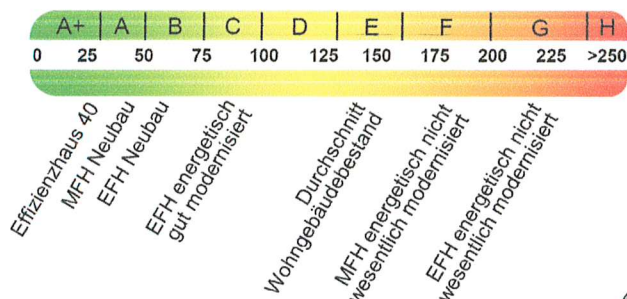 A+ A B C D E F G H
0 25 50 75 100 125 150 175 200 225 >250
Effizienzhaus 40
MFH Neubau
EFH Neubau
EFH energetisch
gut modernisiert
Durchschnitt
Wohngebäudebestand
MFH energetisch nicht
wesentlich modernisiert
EFH energetisch nicht
wesentlich modernisiert